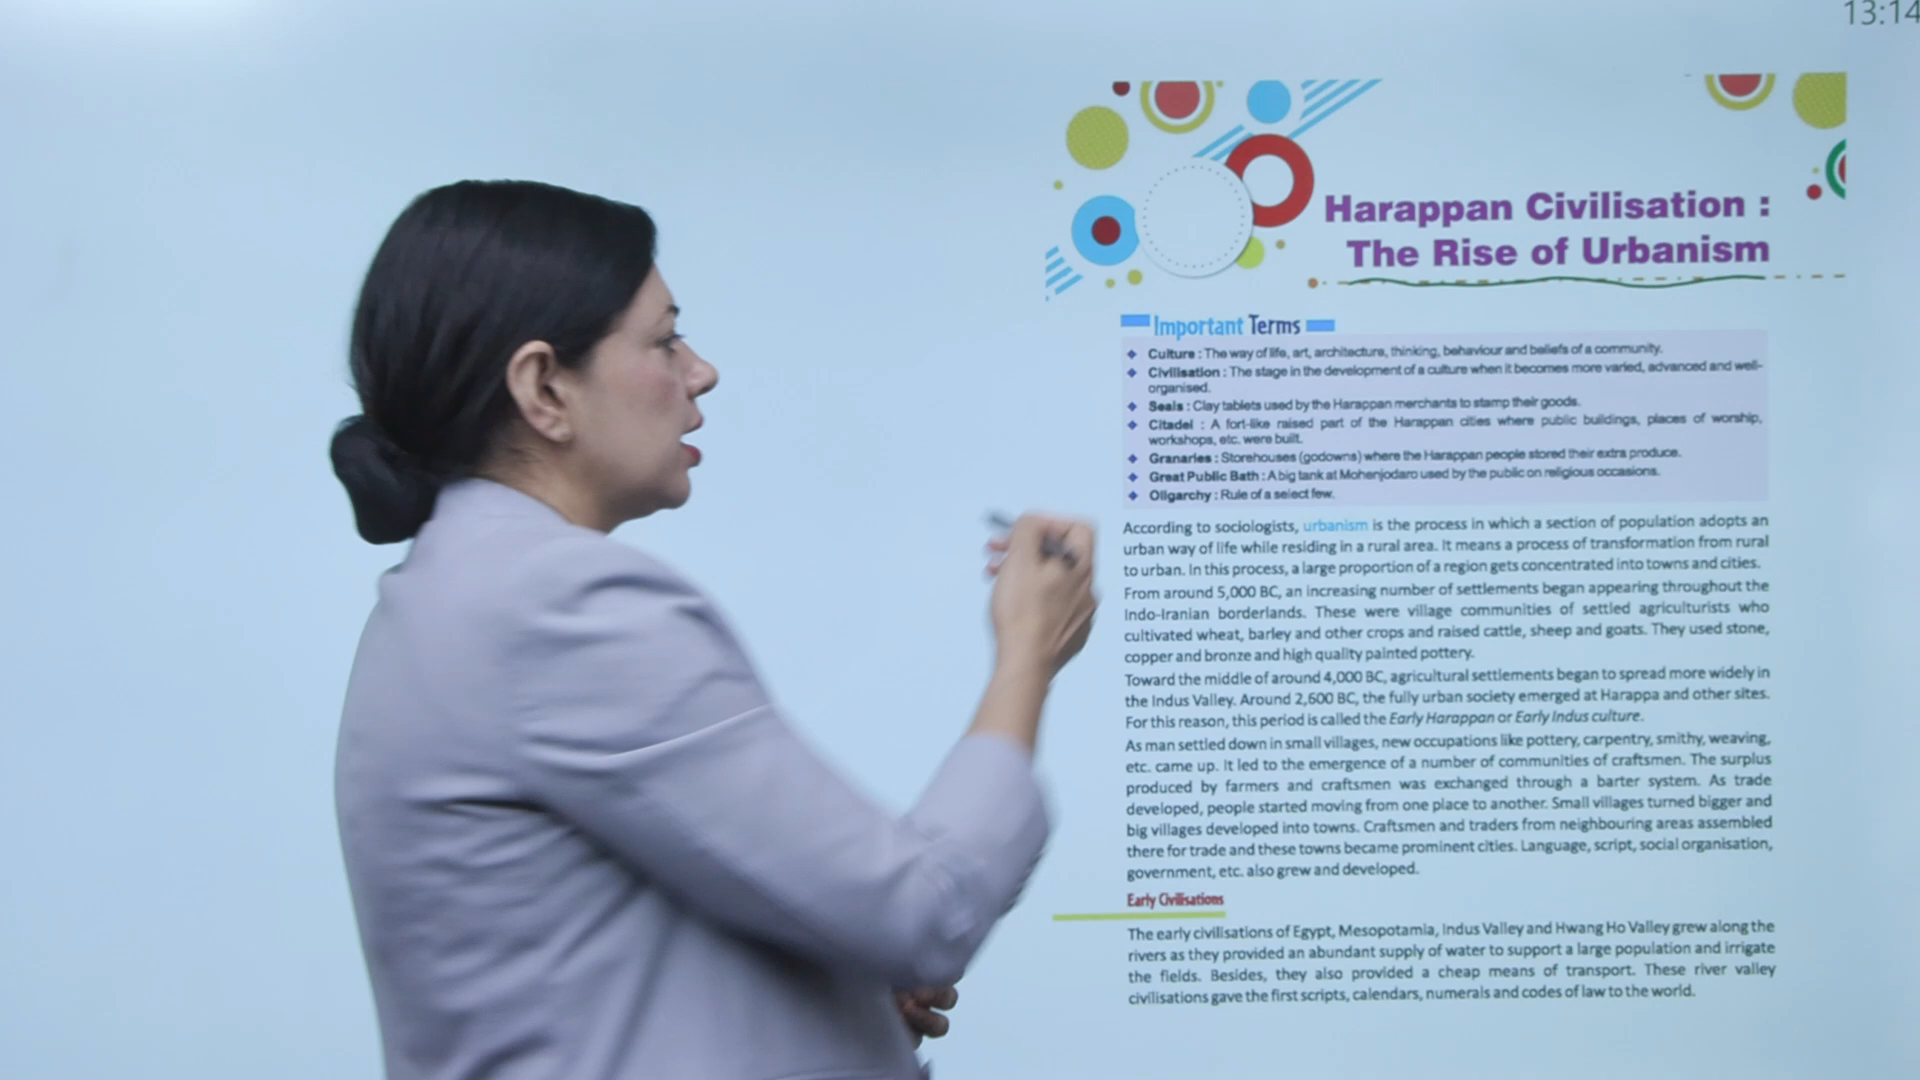 13:14
Harappan Civilisation :
The Rise of Urbanism
Important Terms
❖ Culture : The way of life, art, architecture, thinking, behaviour and beliefs of a community.
❖ Civilisation : The stage in the development of a culture when it becomes more varied, advanced and well-
organised.
❖ Seals : Clay tablets used by the Harappan merchants to stamp their goods.
❖ Citadel : A fort-like raised part of the Harappan cities where public buildings, places of worship,
workshops, etc. were built.
❖ Granaries : Storehouses (godowns) where the Harappan people stored their extra produce.
❖ Great Public Bath : A big tank at Mohenjodaro used by the public on religious occasions.
❖ Oligarchy : Rule of a select few.
According to sociologists, urbanism is the process in which a section of population adopts an
urban way of life while residing in a rural area. It means a process of transformation from rural
to urban. In this process, a large proportion of a region gets concentrated into towns and cities.
From around 5,000 BC, an increasing number of settlements began appearing throughout the
Indo-Iranian borderlands. These were village communities of settled agriculturists who
cultivated wheat, barley and other crops and raised cattle, sheep and goats. They used stone,
copper and bronze and high quality painted pottery.
Toward the middle of around 4,000 BC, agricultural settlements began to spread more widely in
the Indus Valley. Around 2,600 BC, the fully urban society emerged at Harappa and other sites.
For this reason, this period is called the Early Harappan or Early Indus culture.
As man settled down in small villages, new occupations like pottery, carpentry, smithy, weaving,
etc. came up. It led to the emergence of a number of communities of craftsmen. The surplus
produced by farmers and craftsmen was exchanged through a barter system. As trade
developed, people started moving from one place to another. Small villages turned bigger and
big villages developed into towns. Craftsmen and traders from neighbouring areas assembled
there for trade and these towns became prominent cities. Language, script, social organisation,
government, etc. also grew and developed.
Early Civilisations
The early civilisations of Egypt, Mesopotamia, Indus Valley and Hwang Ho Valley grew along the
rivers as they provided an abundant supply of water to support a large population and irrigate
the fields. Besides, they also provided a cheap means of transport. These river valley
civilisations gave the first scripts, calendars, numerals and codes of law to the world.